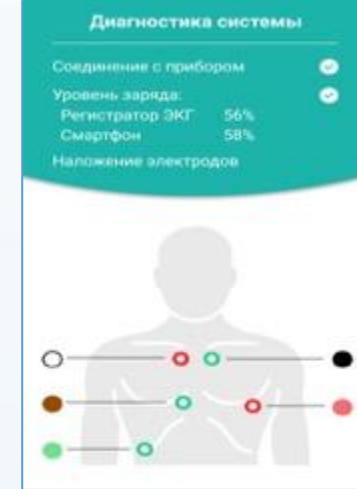 Диагностика системы
Соединение с прибором
Уровень заряда:
Регистратор ЭКГ 56%
Смартфон 58%
Наложение электродов